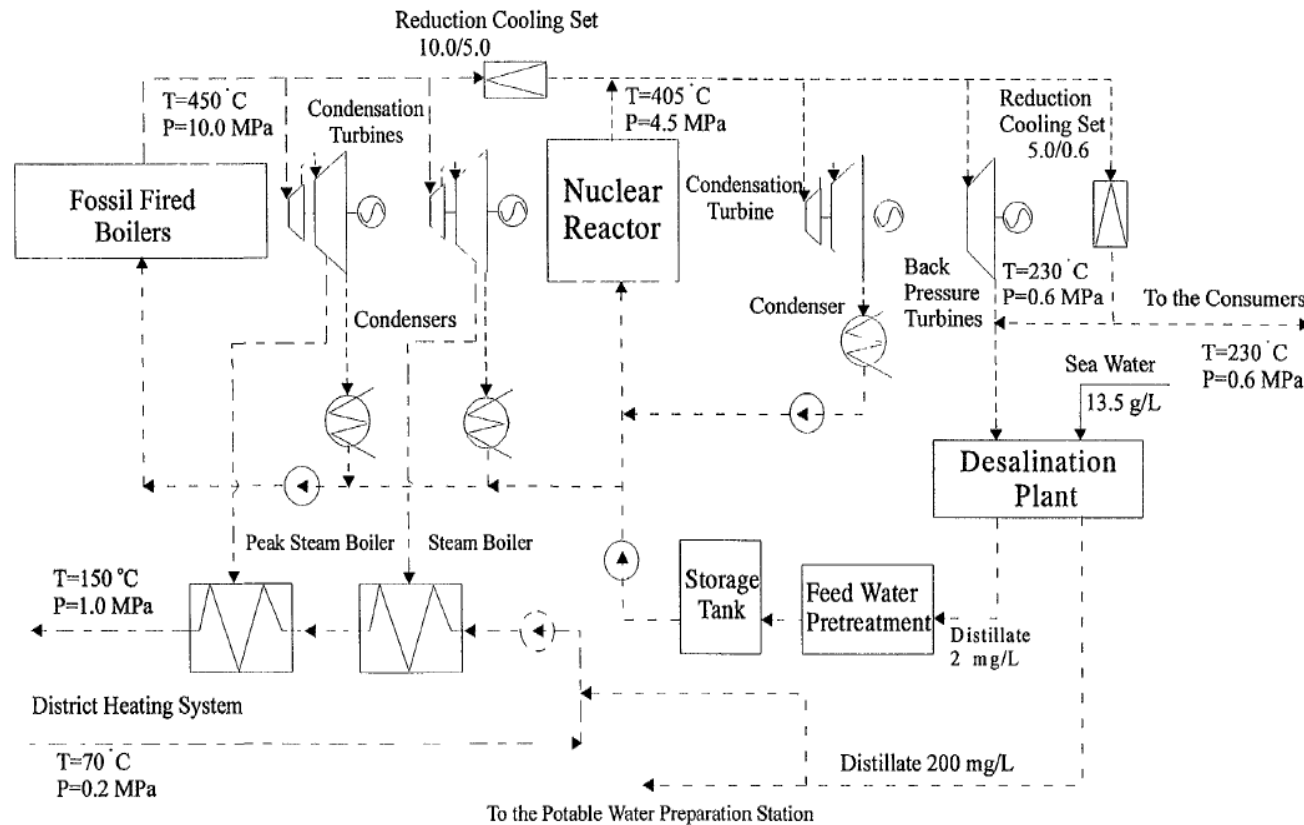 Reduction Cooling Set
10.0/5.0
T=450°C
P=10.0 MPa
Condensation
Turbines
T=405°C
P=4.5 MPa
Reduction
Cooling Set
5.0/0.6
Fossil Fired
Boilers
Nuclear
Reactor
Condensation
Turbine
Back
Pressure
Turbines
T=230°C
P=0.6 MPa
To the Consumers
T=230°C
P=0.6 MPa
Condensers
Condenser
Sea Water
13.5 g/L
Desalination
Plant
Peak Steam Boiler
Steam Boiler
T=150°C
P=1.0 MPa
Storage
Tank
Feed Water
Pretreatment
Distillate
2 mg/L
District Heating System
T=70°C
P=0.2 MPa
Distillate 200 mg/L
To the Potable Water Preparation Station